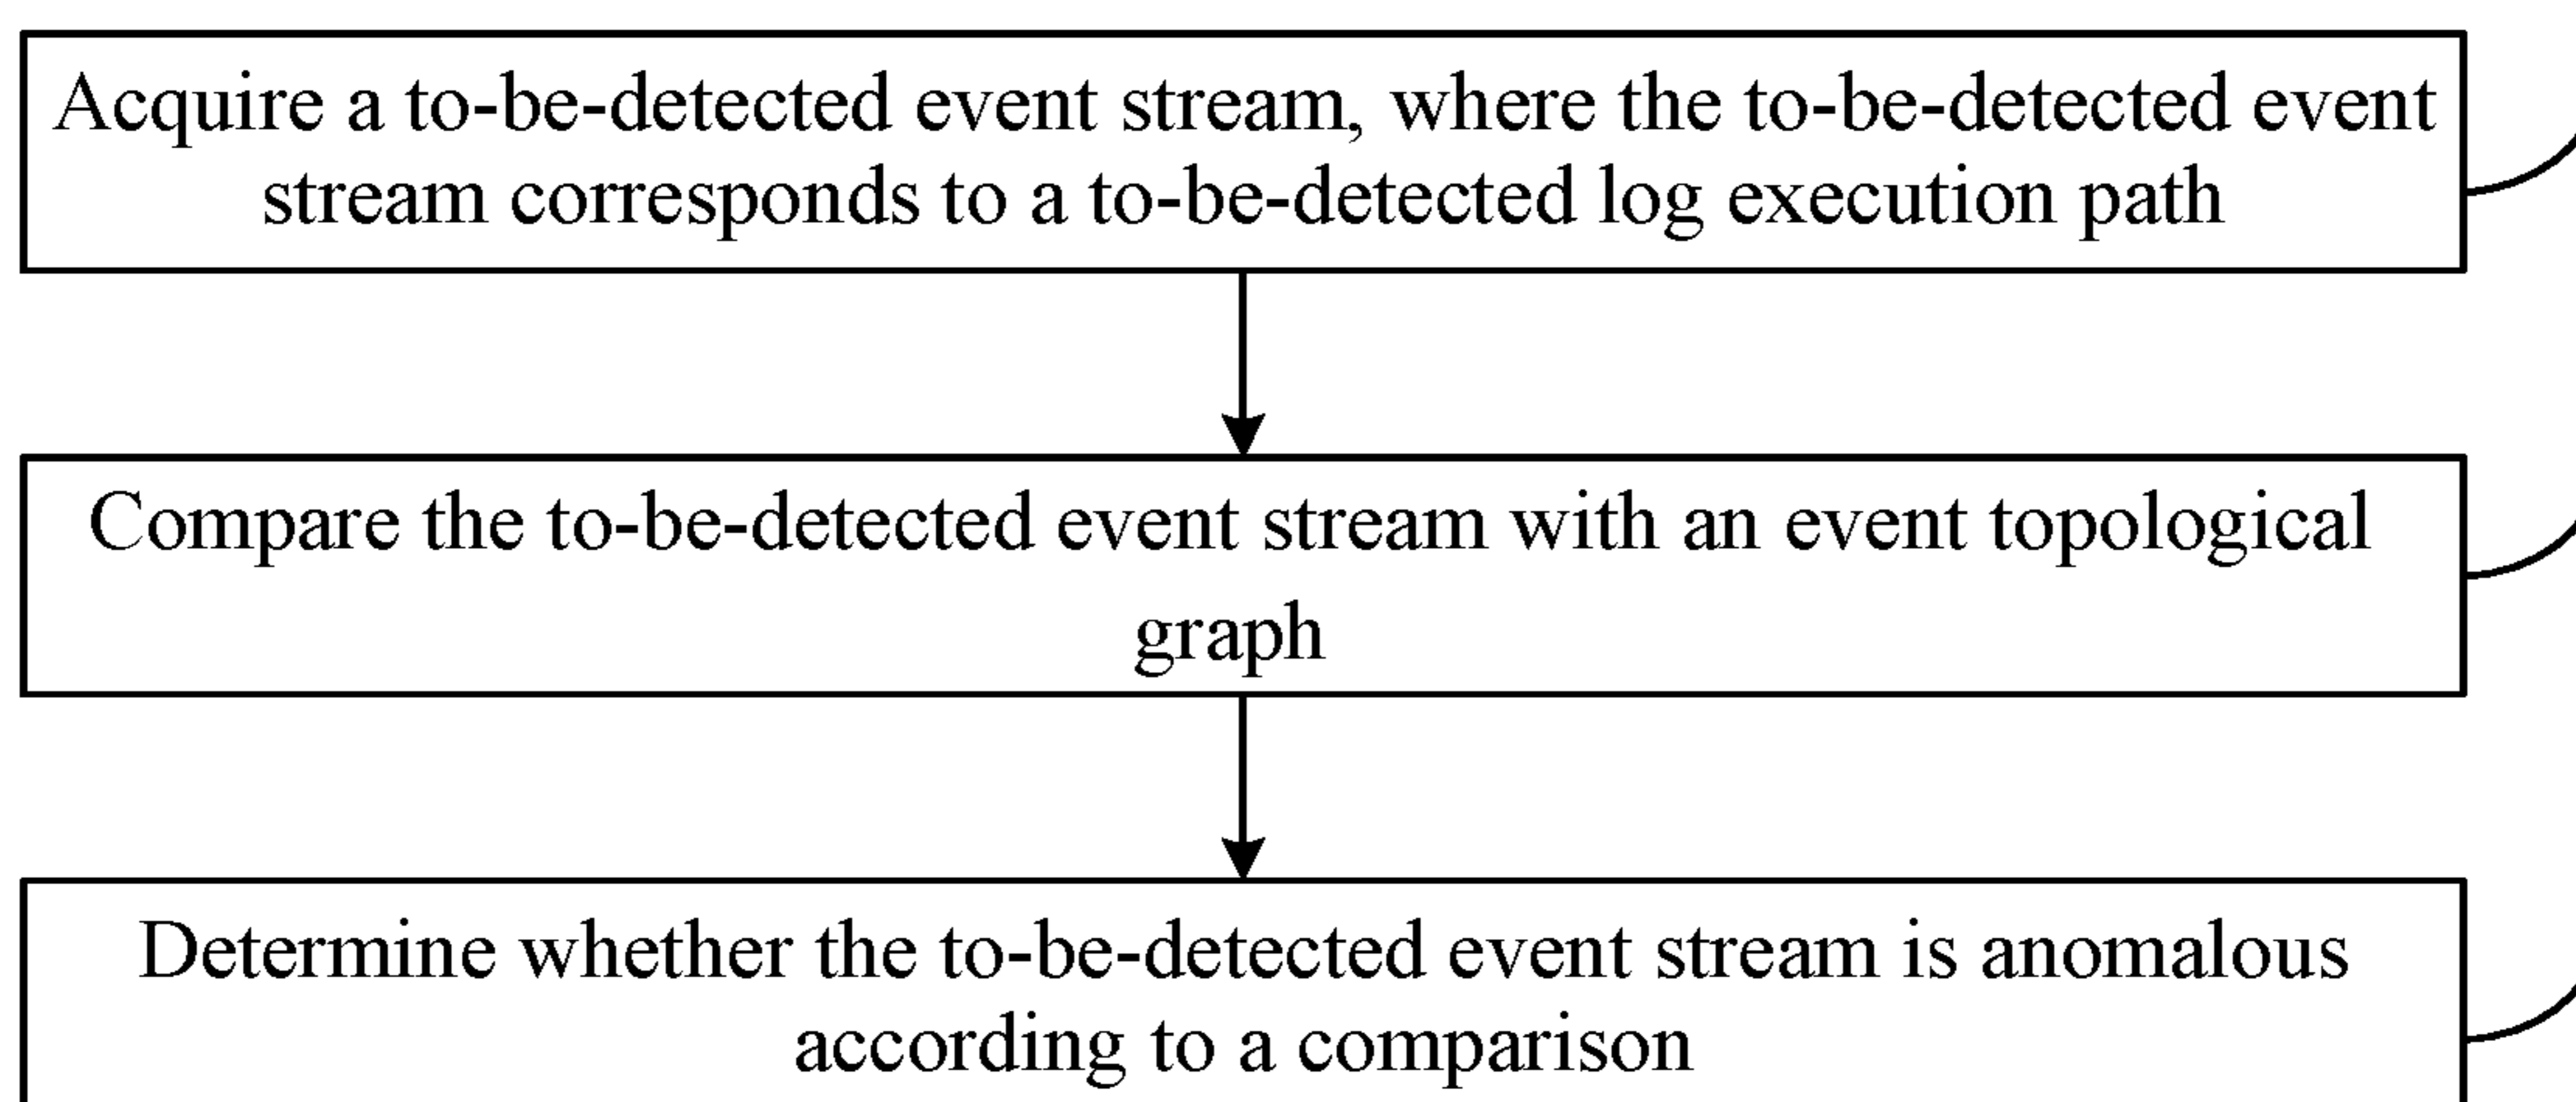 Acquire a to-be-detected event stream, where the to-be-detected event
stream corresponds to a to-be-detected log execution path
Compare the to-be-detected event stream with an event topological
graph
Determine whether the to-be-detected event stream is anomalous
according to a comparison